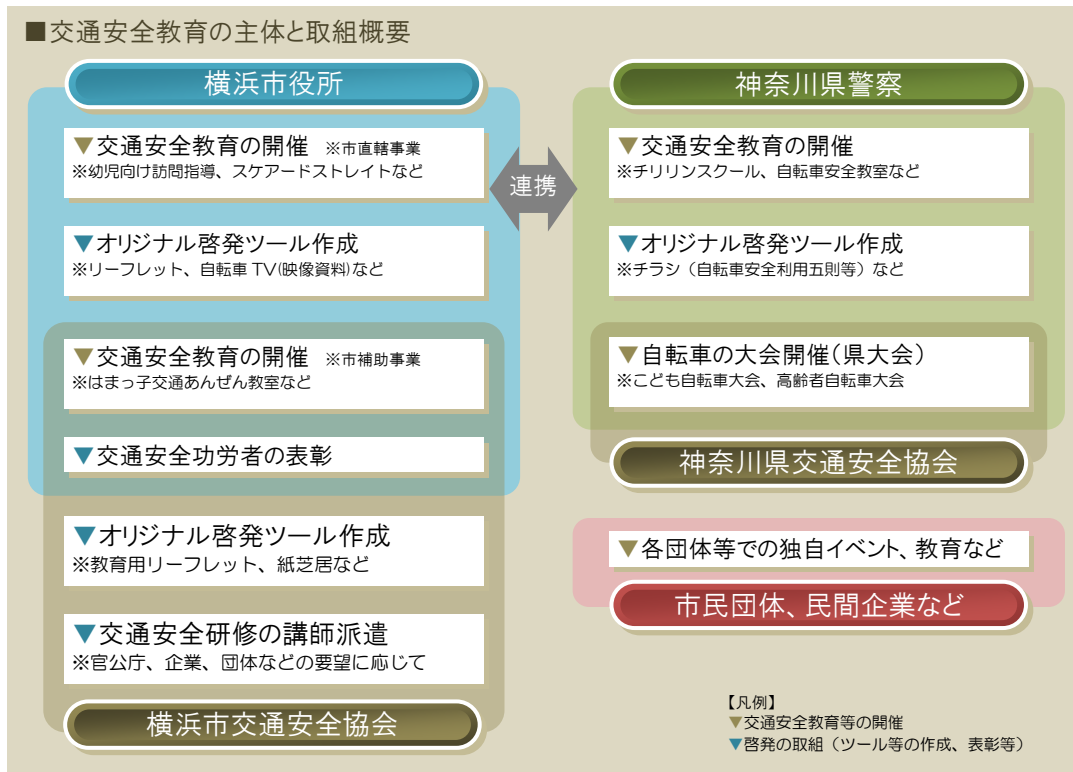 ■交通安全教育の主体と取組概要
横浜市役所
▼交通安全教育の開催 ※市直轄事業
※幼児向け訪問指導、スケアードストレイトなど
▼オリジナル啓発ツール作成
※リーフレット、自転車TV(映像資料)など
▼交通安全教育の開催 ※市補助事業
※はまっ子交通あんぜん教室など
▼交通安全功労者の表彰
▼オリジナル啓発ツール作成
※教育用リーフレット、紙芝居など
▼交通安全研修の講師派遣
※官公庁、企業、団体などの要望に応じて
横浜市交通安全協会
連携
神奈川県警察
▼交通安全教育の開催
※チリリンスクール、自転車安全教室など
▼オリジナル啓発ツール作成
※チラシ（自転車安全利用五則等）など
▼自転車の大会開催（県大会）
※こども自転車大会、高齢者自転車大会
神奈川県交通安全協会
▼各団体等での独自イベント、教育など
市民団体、民間企業など
【凡例】
▼交通安全教育等の開催
▼啓発の取組（ツール等の作成、表彰等）